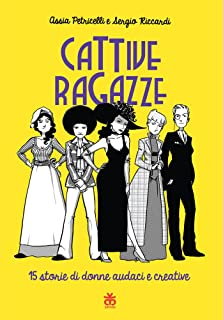 Assia Petricelli e Sergio Riccardi
CATTIVE
RAGAZZE
15 storie di donne audaci e creative